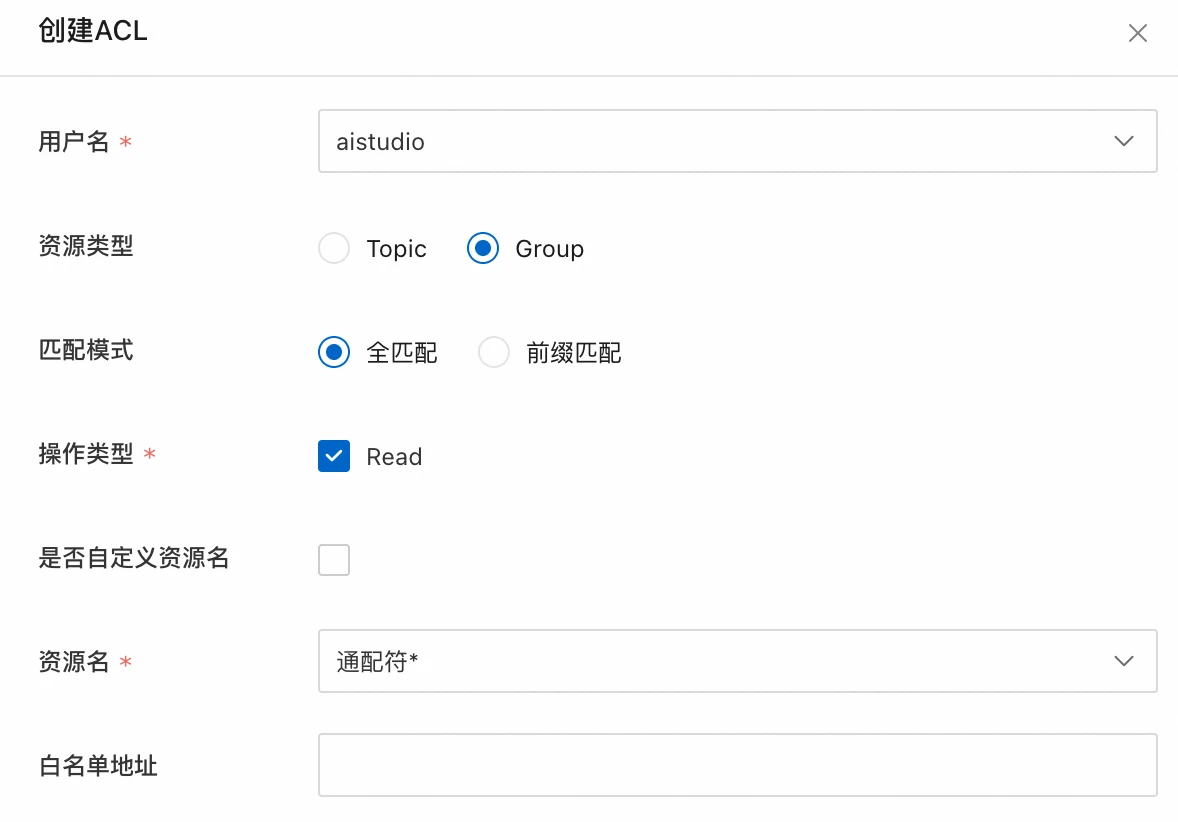 创建ACL
用户名 * aistudio
资源类型 Topic Group
匹配模式 全匹配 前缀匹配
操作类型 * Read
是否自定义资源名
资源名 * 通配符*
白名单地址